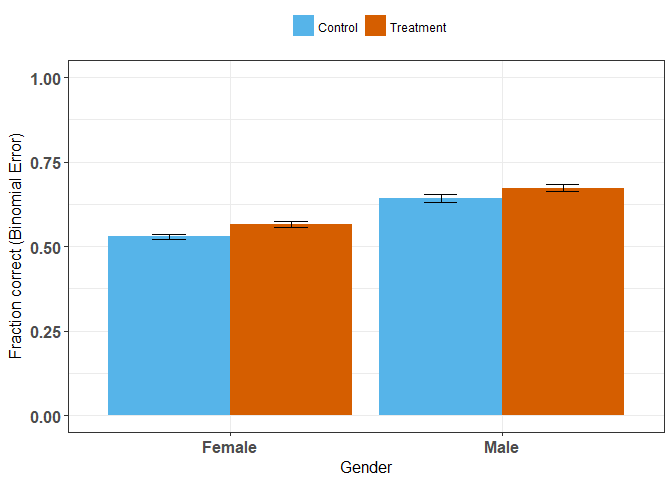 Control Treatment
1.00
0.75
0.50
0.25
0.00
Fraction correct (Binomial Error)
Female Male
Gender